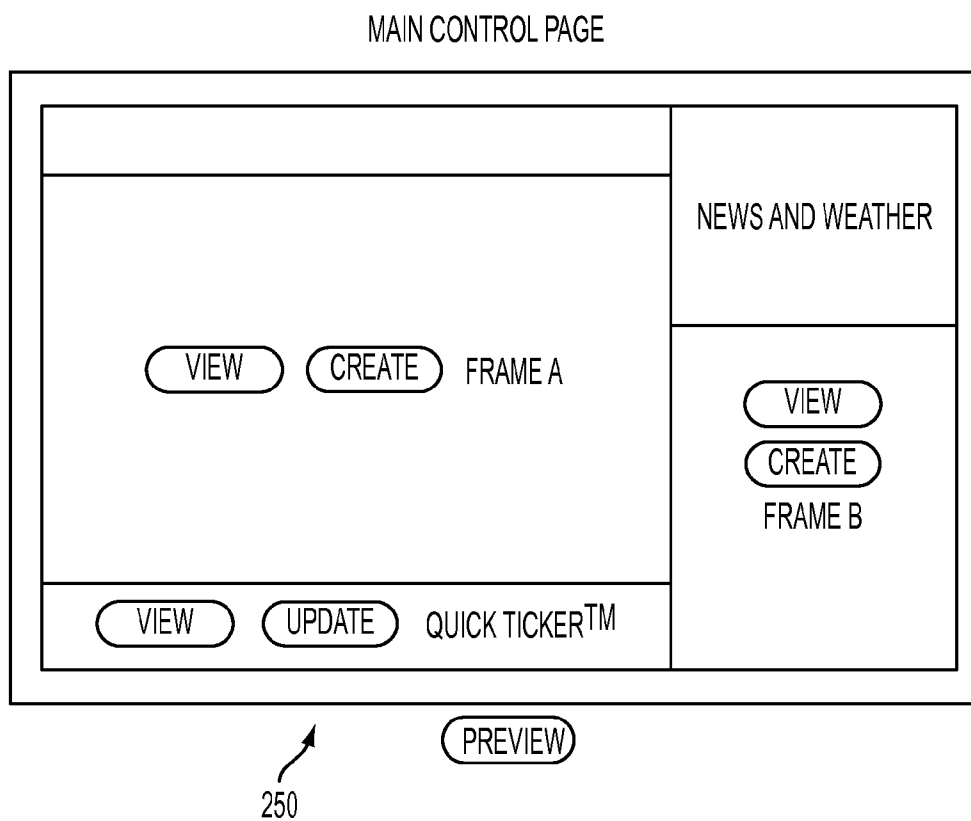 MAIN CONTROL PAGE
NEWS AND WEATHER
VIEW CREATE FRAME A
VIEW
CREATE
FRAME B
VIEW UPDATE QUICK TICKER™
PREVIEW
250